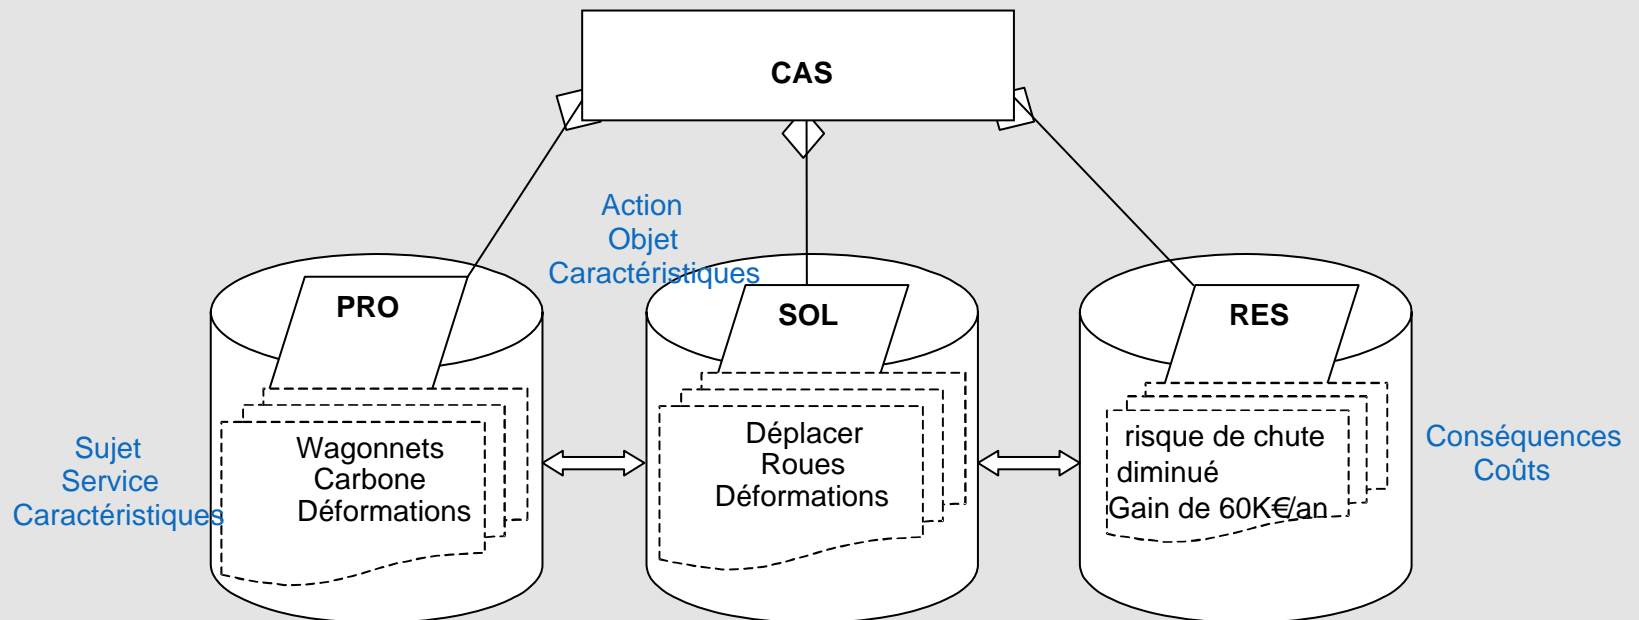 CAS
Action
Objet
Caractéristiques
PRO
SOL
RES
Sujet
Service
Caractéristiques
Wagonnets
Carbone
Déformations
Déplacer
Roues
Déformations
risque de chute
diminué
Gain de 60K€/an
Conséquences
Coûts